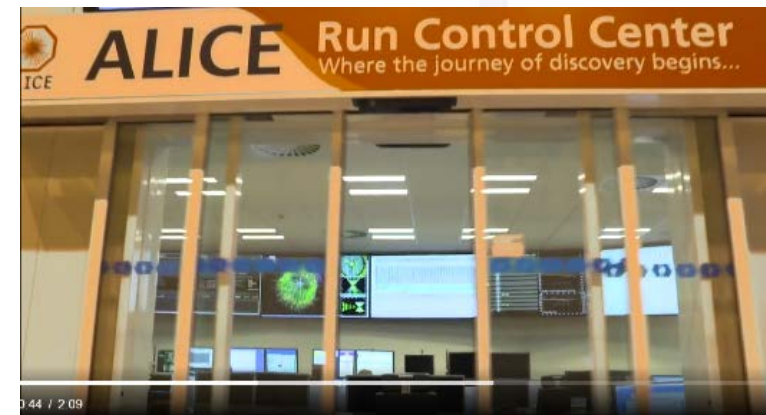 ALICE
Run Control Center
Where the journey of discovery begins...
ICE
0:44 / 2:09